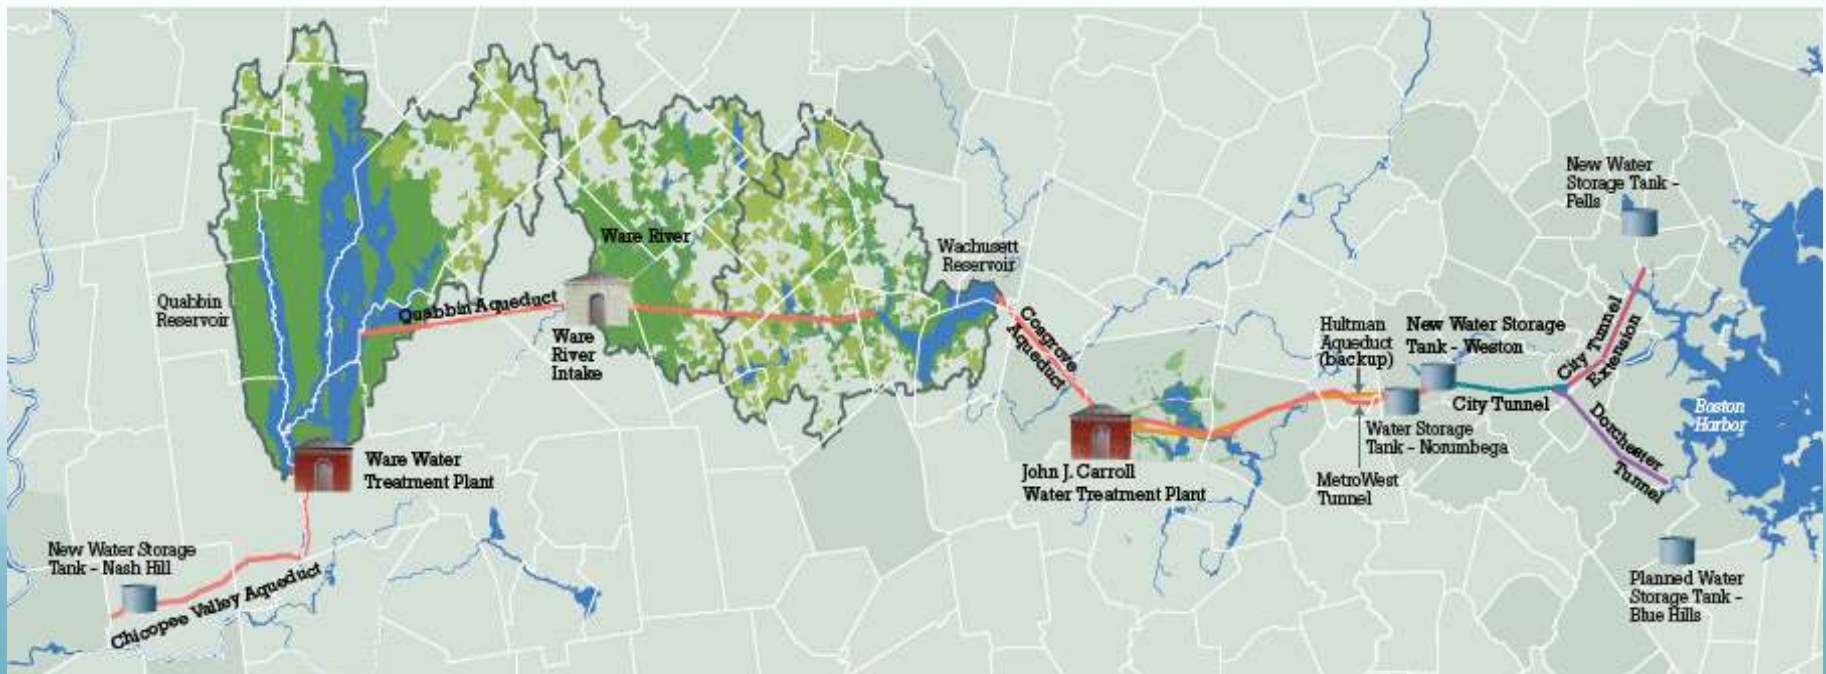 New Water
Storage Tank -
Fells
Ware River
Wachusett
Reservoir
Quabbin
Reservoir
Quabbin Aqueduct
Ware
River
Intake
Cosgrove
Aqueduct
Hultman
Aqueduct
(backup)
New Water Storage
Tank - Weston
City Tunnel
Extension
City Tunnel
Boston
Harbor
Dorchester
Tunnel
Water Storage
Tank - Norumbega
MetroWest
Tunnel
Ware Water
Treatment Plant
John J. Carroll
Water Treatment Plant
New Water Storage
Tank - Nash Hill
Chicopee Valley Aqueduct
Planned Water
Storage Tank -
Blue Hills